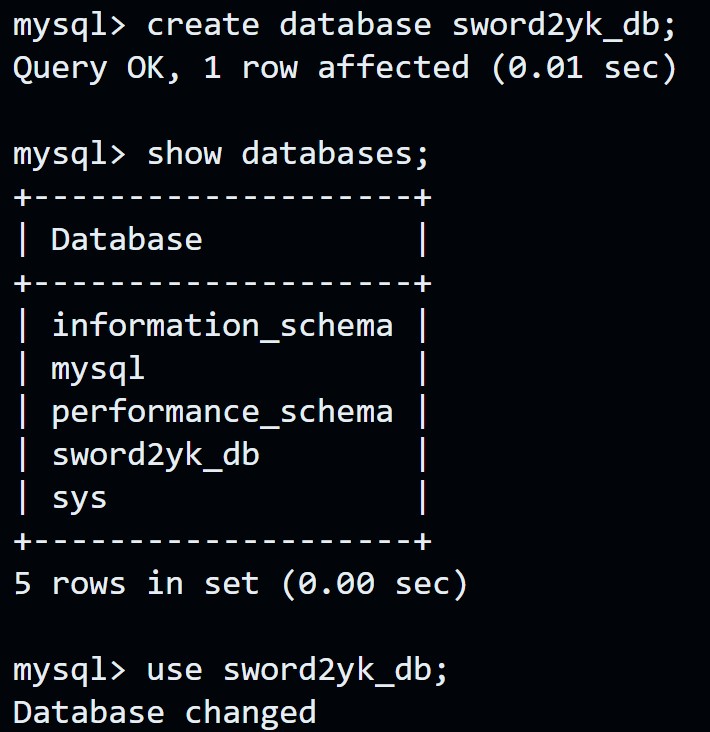 mysql> create database sword2yk_db;
Query OK, 1 row affected (0.01 sec)
mysql> show databases;
+--------------------+
| Database           |
+--------------------+
| information_schema |
| mysql              |
| performance_schema |
| sword2yk_db        |
| sys                |
+--------------------+
5 rows in set (0.00 sec)
mysql> use sword2yk_db;
Database changed